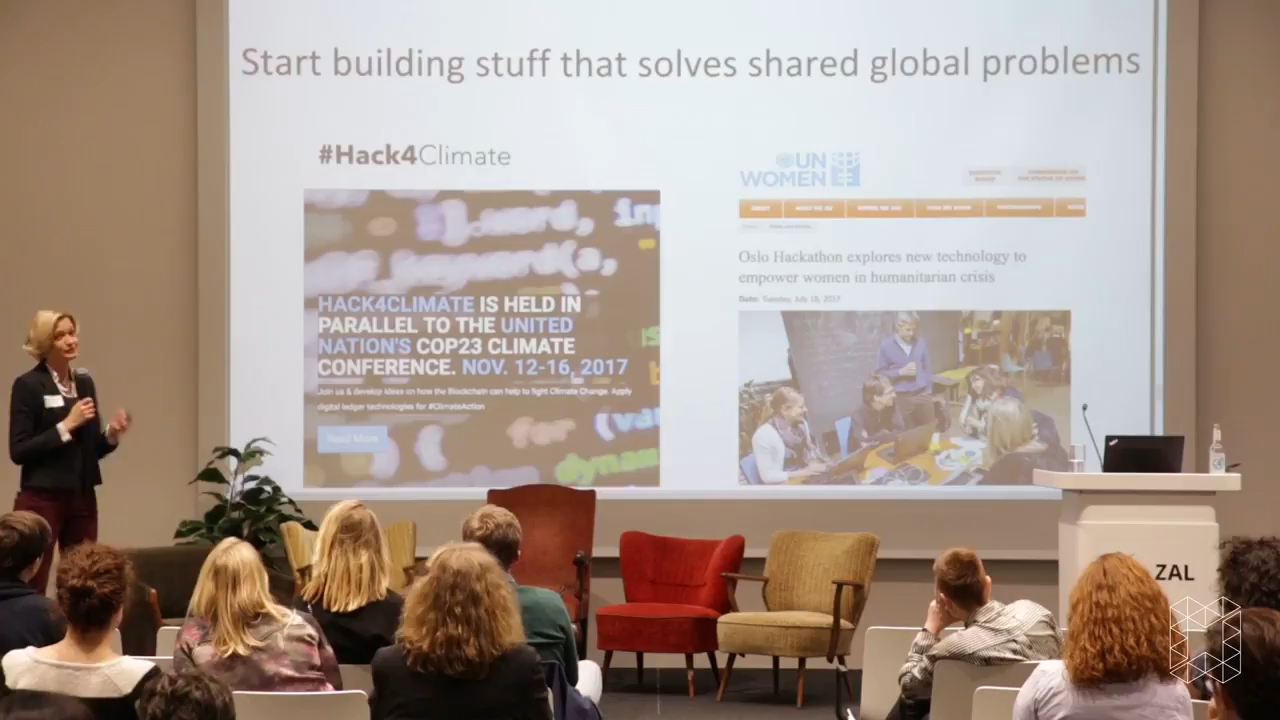 Start building stuff that solves shared global problems
#Hack4Climate
HACK4CLIMATE IS HELD IN
PARALLEL TO THE UNITED
NATION'S COP23 CLIMATE
CONFERENCE. NOV. 12-16, 2017
Join us & develop ideas on how the Blockchain can help to fight Climate Change. Apply
digital ledger technologies for #ClimateAction
Read More
UN
WOMEN
Oslo Hackathon explores new technology to
empower women in humanitarian crisis
Date: Tuesday, July 18, 2017
ZAL